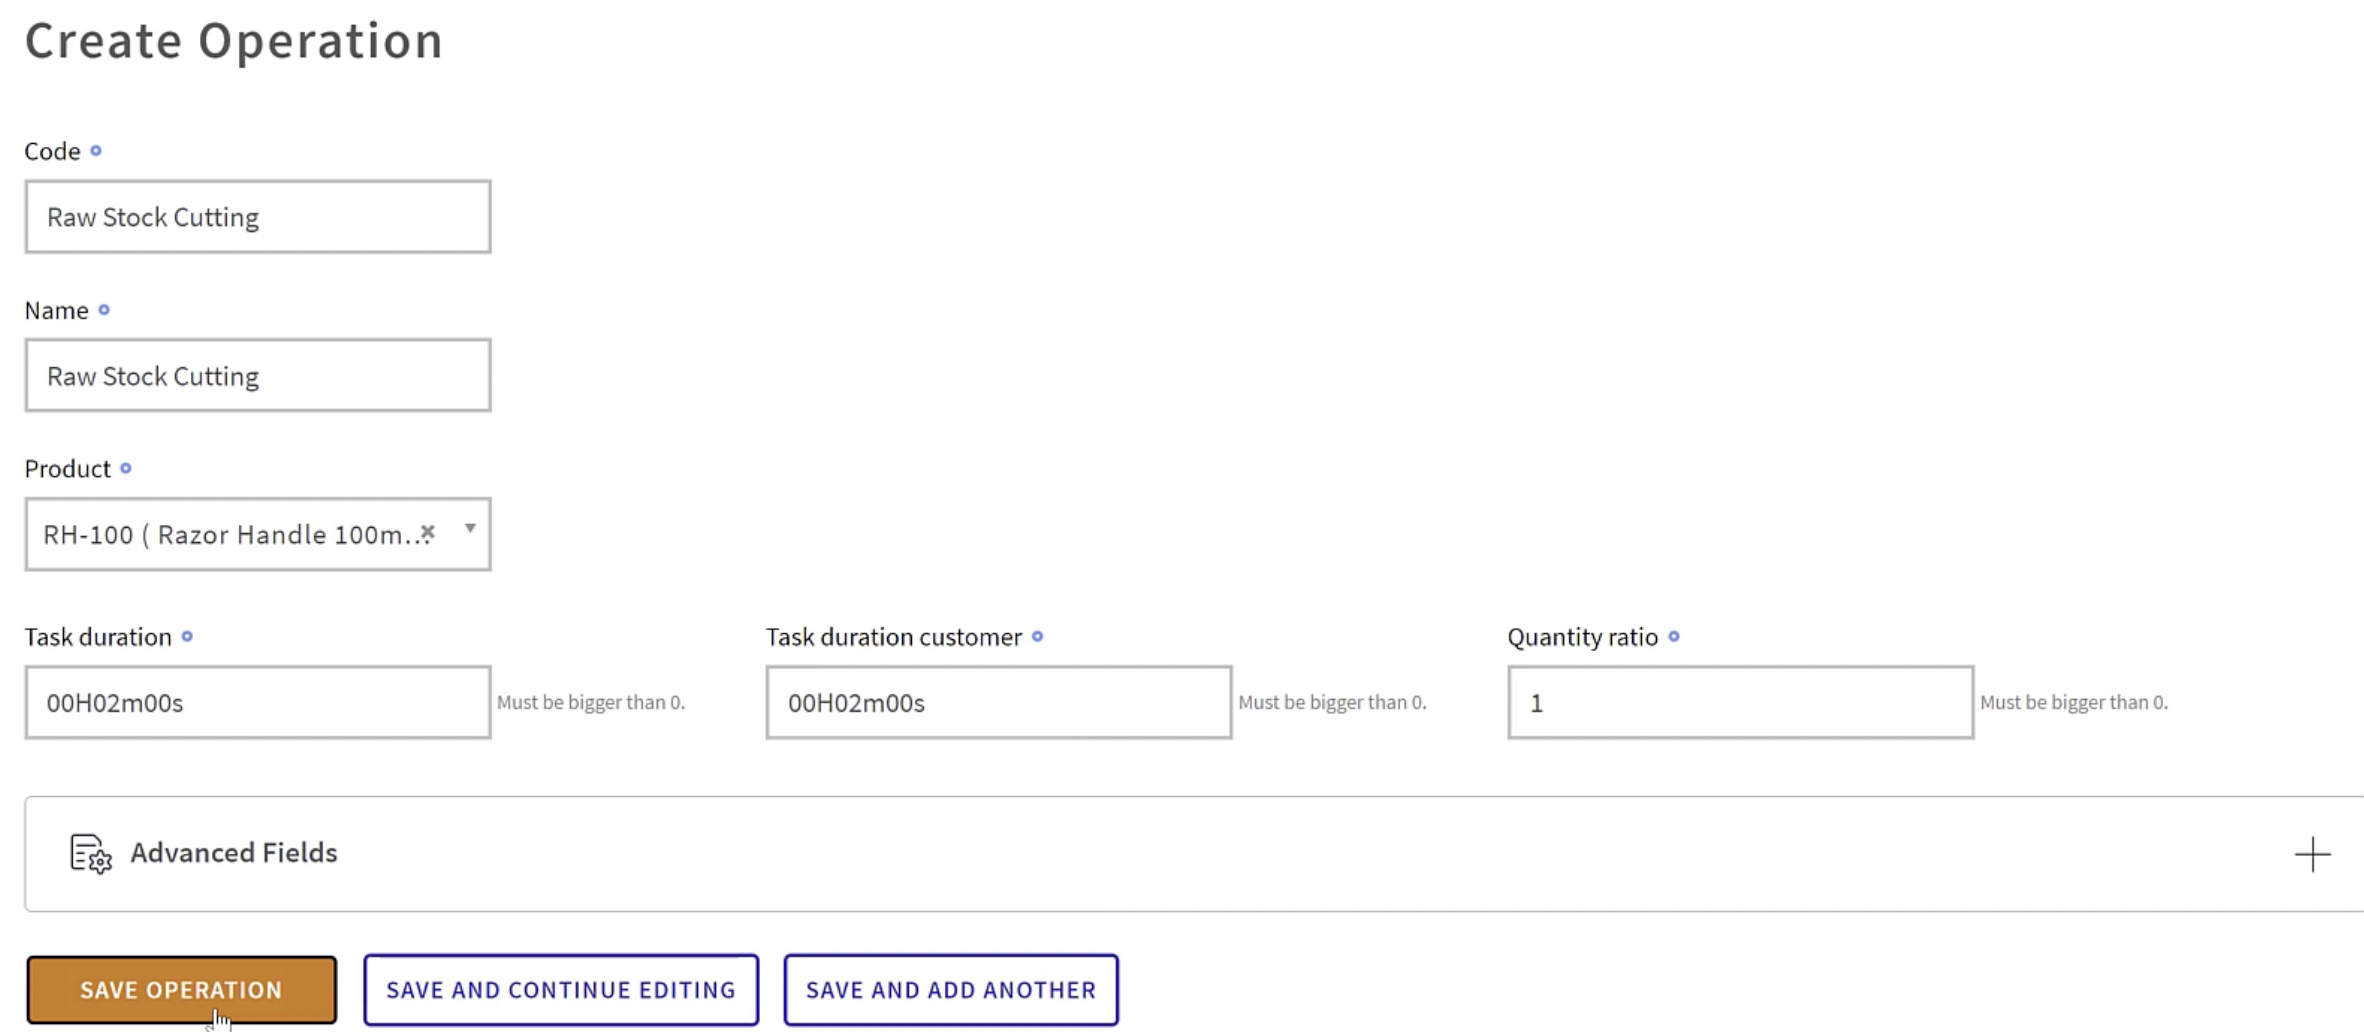 Create Operation
Code
Raw Stock Cutting
Name
Raw Stock Cutting
Product
RH-100 ( Razor Handle 100m...
Task duration
Task duration customer
Quantity ratio
00H02m00s
Must be bigger than 0.
00H02m00s
Must be bigger than 0.
1
Must be bigger than 0.
Advanced Fields
SAVE OPERATION
SAVE AND CONTINUE EDITING
SAVE AND ADD ANOTHER